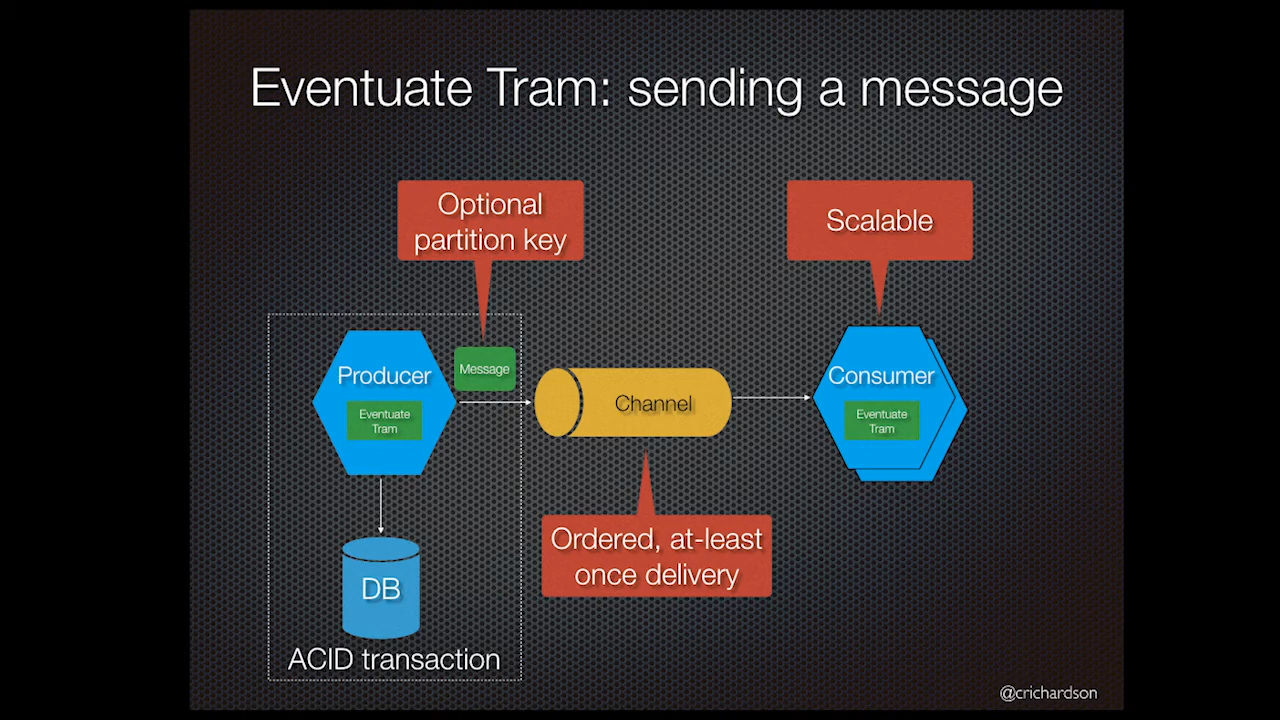 Eventuate Tram: sending a message
Optional
partition key
Scalable
Producer
Eventuate
Tram
Message
Channel
Consumer
Eventuate
Tram
Ordered, at-least
once delivery
DB
ACID transaction
@crichardson